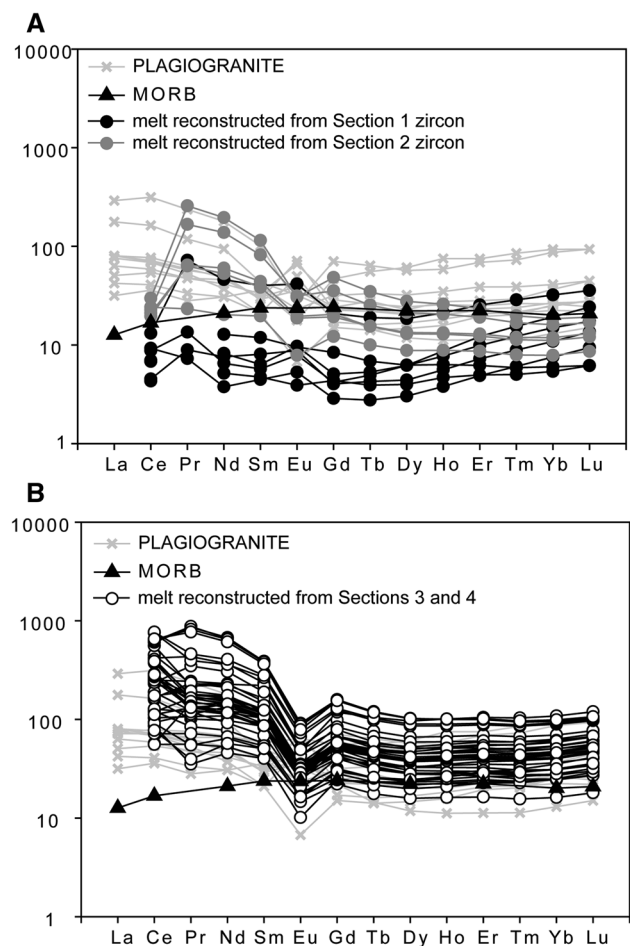 A
10000
1000
100
10
1
PLAGIOGRANITE
MORB
melt reconstructed from Section 1 zircon
melt reconstructed from Section 2 zircon
La Ce Pr Nd Sm Eu Gd Tb Dy Ho Er Tm Yb Lu
B
10000
1000
100
10
1
PLAGIOGRANITE
MORB
melt reconstructed from Sections 3 and 4
La Ce Pr Nd Sm Eu Gd Tb Dy Ho Er Tm Yb Lu